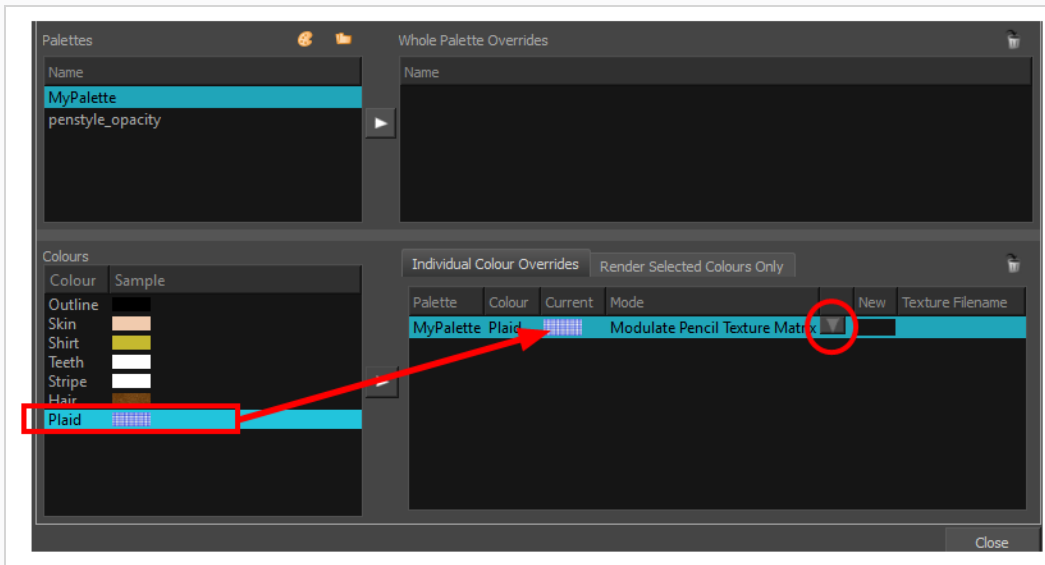 Palettes
Whole Palette Overrides
Name
Name
MyPalette
penstyle_opacity
Colours
Individual Colour Overrides
Render Selected Colours Only
Colour Sample
Palette Colour Current Mode New Texture Filename
Outline
MyPalette Plaid Modulate Pencil Texture Matrix
Skin
Shirt
Teeth
Stripe
Hair
Plaid
Close